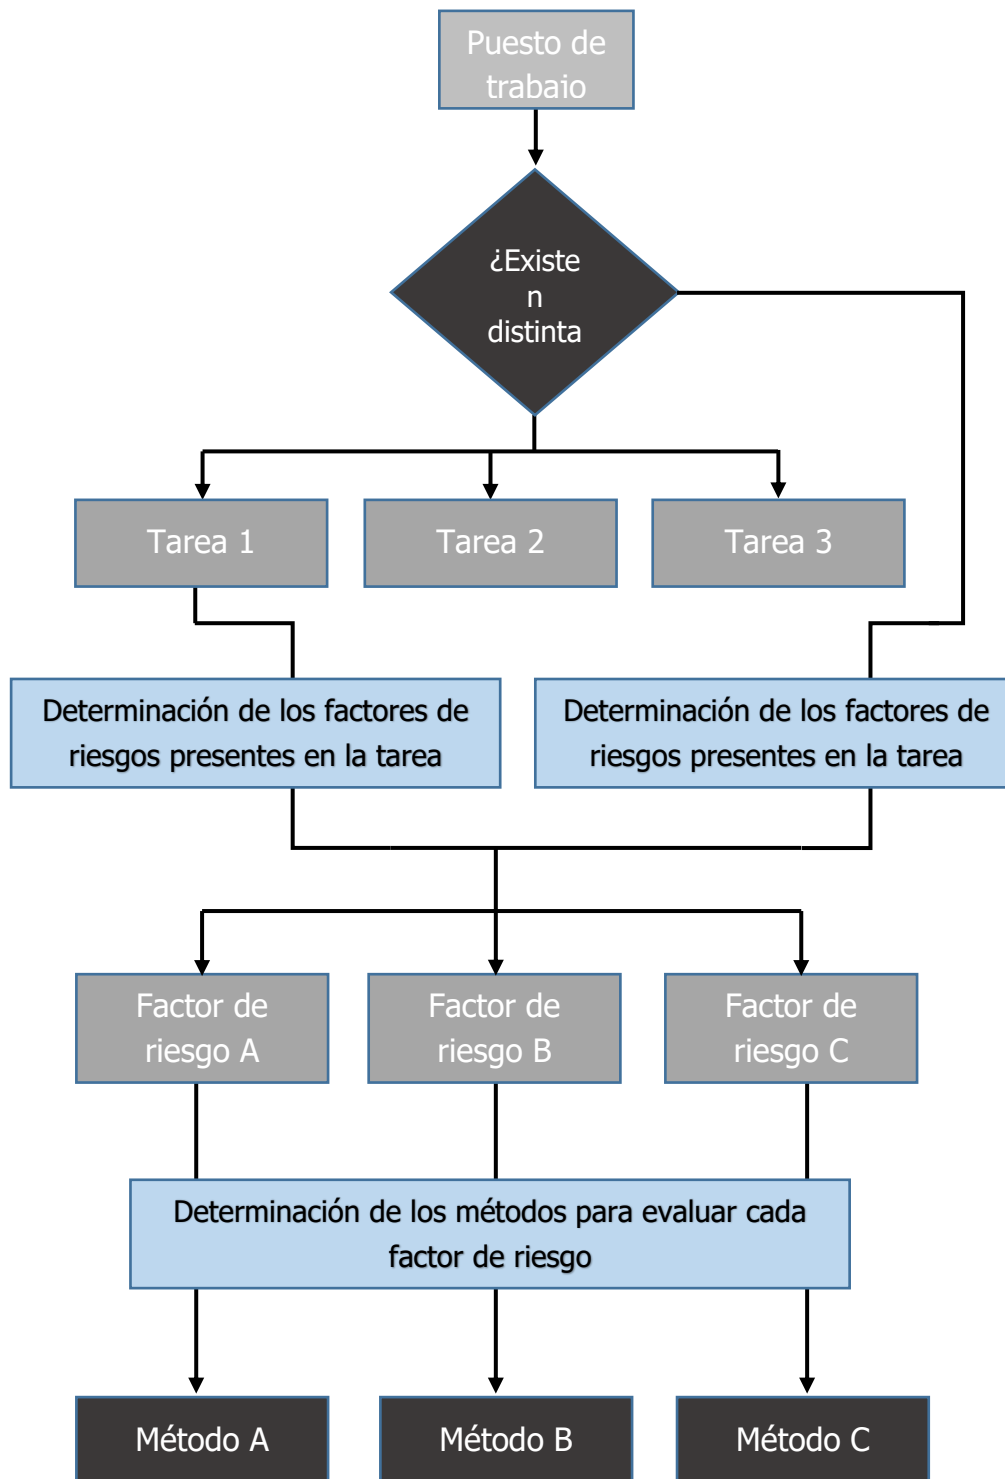 Puesto de
trabajo
¿Existe
n
distinta
Tarea 1
Tarea 2
Tarea 3
Determinación de los factores de
riesgos presentes en la tarea
Determinación de los factores de
riesgos presentes en la tarea
Factor de
riesgo A
Factor de
riesgo B
Factor de
riesgo C
Determinación de los métodos para evaluar cada
factor de riesgo
Método A
Método B
Método C